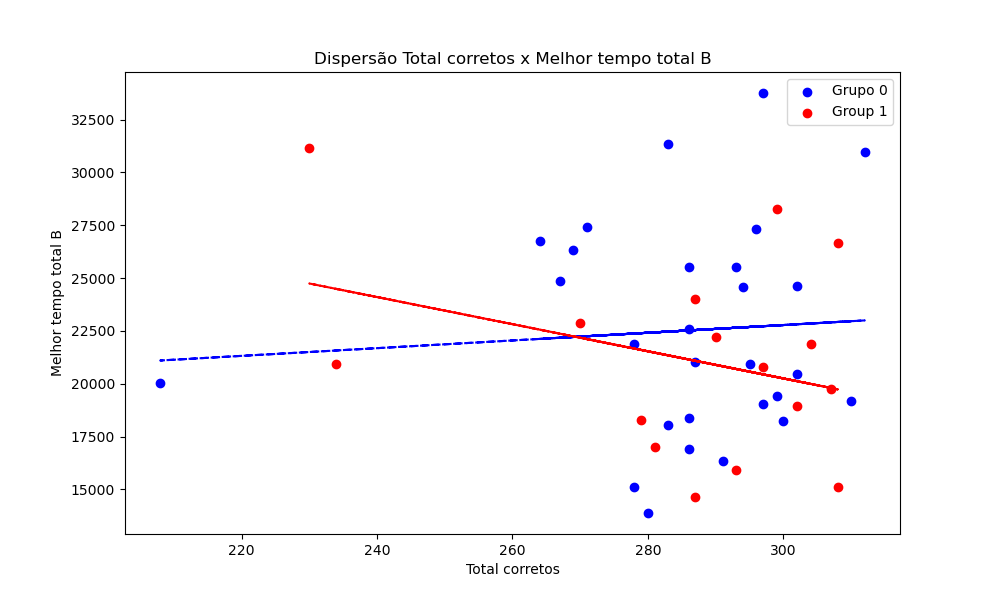 Dispersão Total corretos x Melhor tempo total B
Grupo 0
Group 1
Melhor tempo total B
32500
30000
27500
25000
22500
20000
17500
15000
220
240
260
280
300
Total corretos